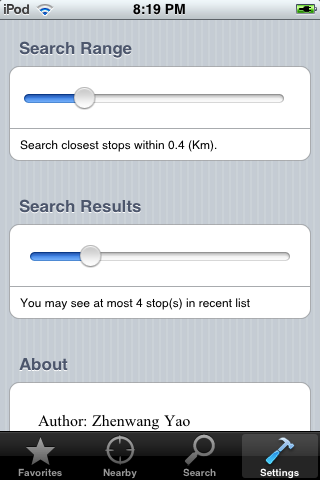 iPod 8:19 PM
Search Range
Search closest stops within 0.4 (Km).
Search Results
You may see at most 4 stop(s) in recent list
About
Author: Zhenwang Yao
Favorites Nearby Search Settings